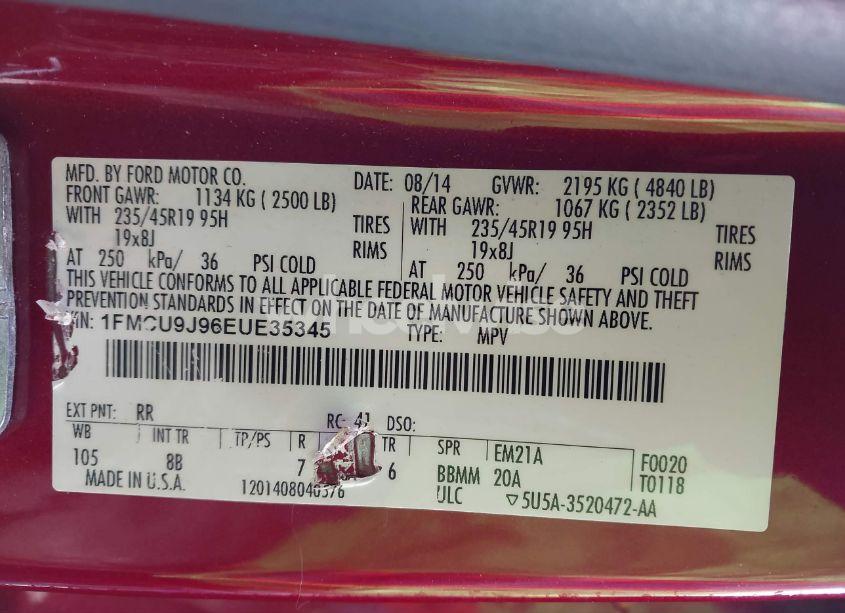 MFD. BY FORD MOTOR CO. DATE: 08/14 GVWR: 2195 KG ( 4840 LB)
FRONT GAWR: 1134 KG ( 2500 LB) REAR GAWR: 1067 KG ( 2352 LB)
WITH 235/45R19 95H TIRES WITH 235/45R19 95H TIRES
19x8J RIMS 19x8J RIMS
AT 250 kPa/ 36 PSI COLD AT 250 kPa/ 36 PSI COLD
THIS VEHICLE CONFORMS TO ALL APPLICABLE FEDERAL MOTOR VEHICLE SAFETY AND THEFT
PREVENTION STANDARDS IN EFFECT ON THE DATE OF MANUFACTURE SHOWN ABOVE.
VIN: 1FMCU9J96EUE35345 TYPE: MPV
EXT PNT: RR RC: 41 DSO:
WB INT TR TP/PS R TR SPR EM21A F0020
105 8B 7 6 BBMM 20A T0118
MADE IN U.S.A. 1201408040376 ULC ▽5U5A-3520472-AA